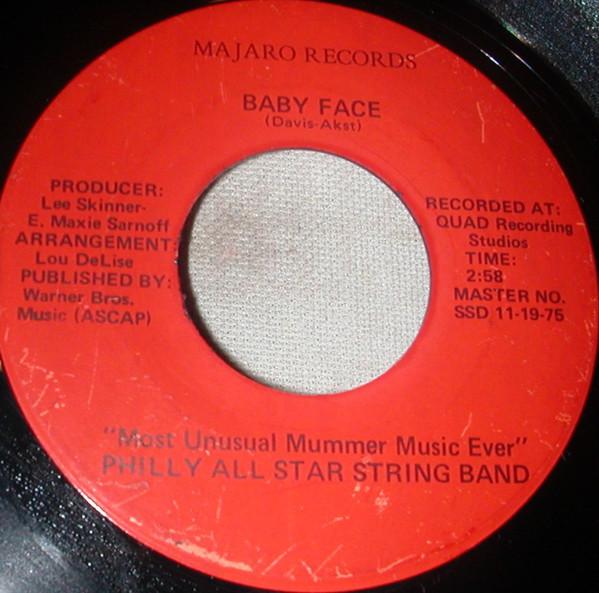 MAJARO RECORDS
BABY FACE
(Davis-Akst)
PRODUCER:
Lee Skinner-
E. Maxie Sarnoff
ARRANGEMENT:
Lou DeLise
PUBLISHED BY:
Warner Bros.
Music (ASCAP)
RECORDED AT:
QUAD Recording
Studios
TIME:
2:58
MASTER NO.
SSD 11-19-75
"Most Unusual Mummer Music Ever"
PHILLY ALL STAR STRING BAND